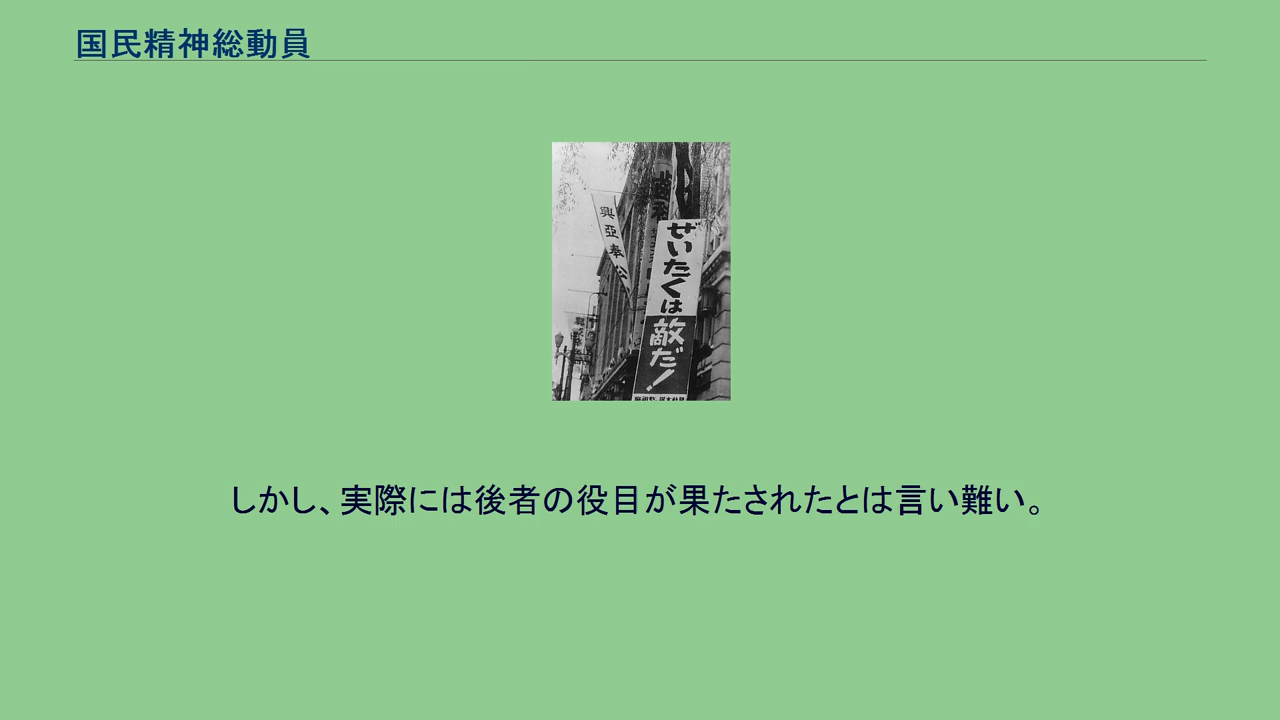 国民精神総動員
興亞奉公
ぜいたくは
敵だ!
しかし、実際には後者の役目が果たされたとは言い難い。